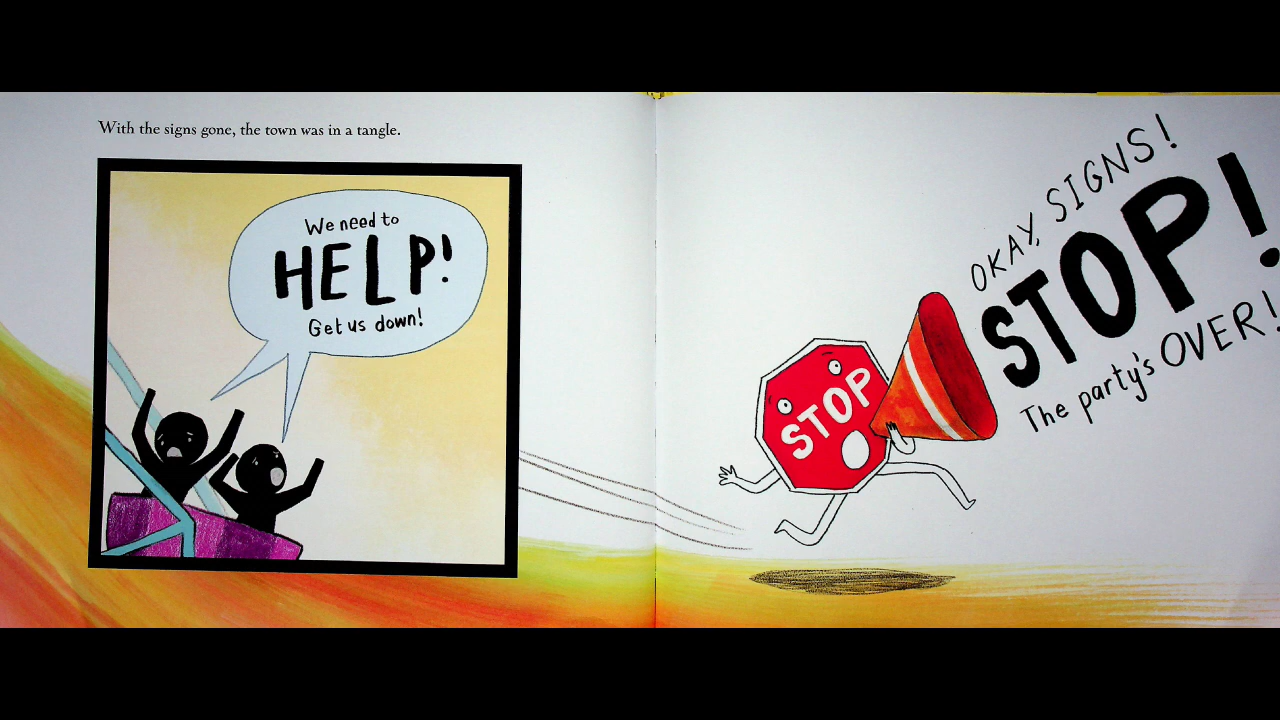 With the signs gone, the town was in a tangle.
We need to
HELP!
Get us down!
STOP
OKAY, SIGNS!
STOP!
The party's OVER!